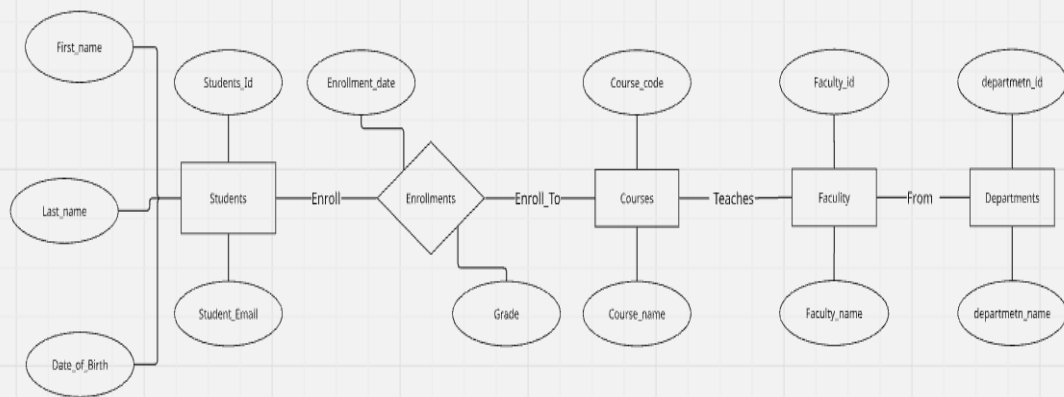 First_name
Students_Id
Enrollment_date
Course_code
Faculty_id
departmetn_id
Last_name
Students
Enroll
Enrollments
Enroll_To
Courses
Teaches
Faculity
From
Departments
Student_Email
Grade
Course_name
Faculty_name
departmetn_name
Date_of_Birth